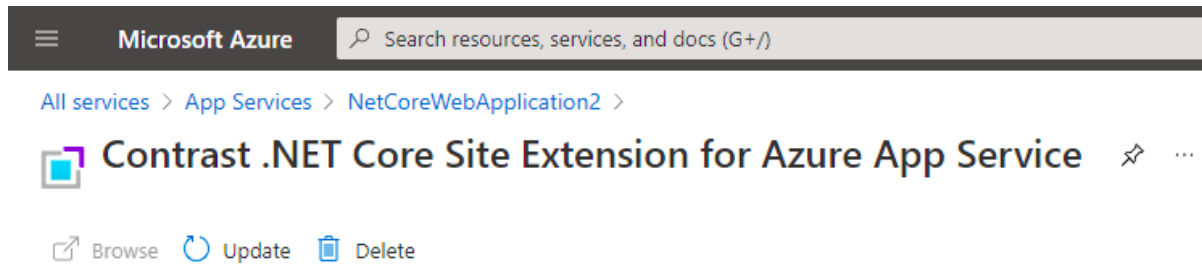 Microsoft Azure Search resources, services, and docs (G+/)
All services > App Services > NetCoreWebApplication2 >
Contrast .NET Core Site Extension for Azure App Service ...
Browse Update Delete